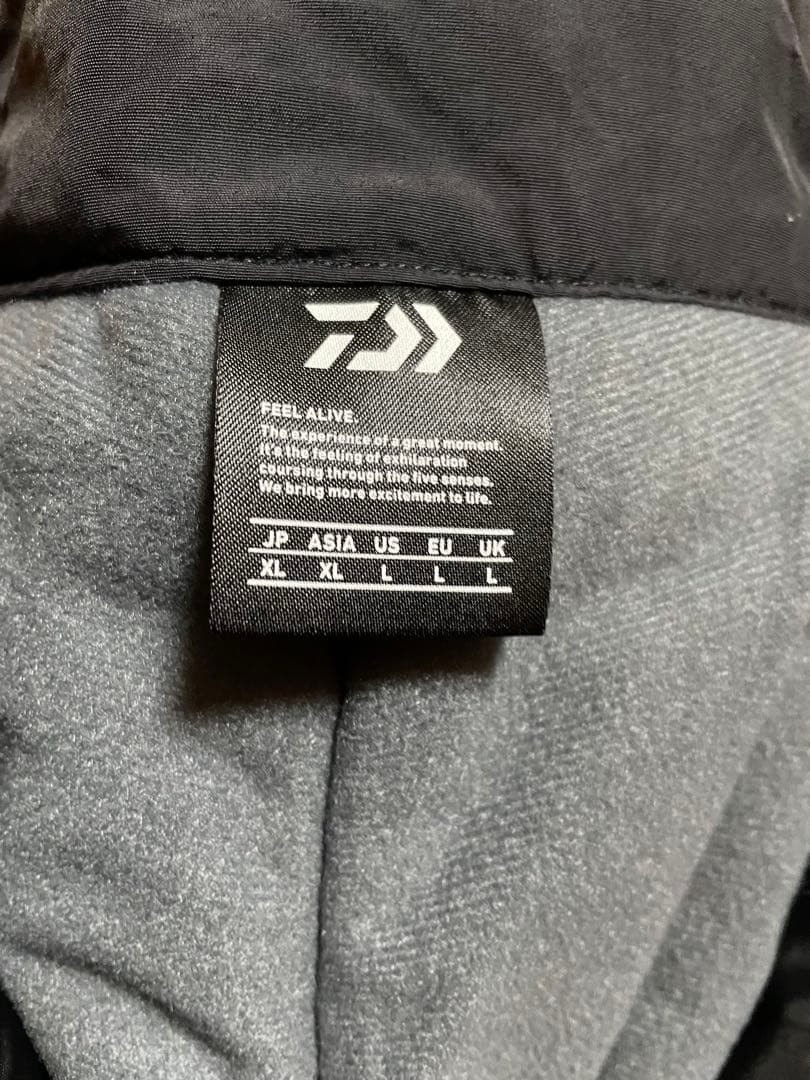 FEEL ALIVE.
The experience of a great moment.
It's the feeling of exhilaration
coursing through the five senses.
We bring more excitement to life.
JP ASIA US EU UK
XL XL L L L